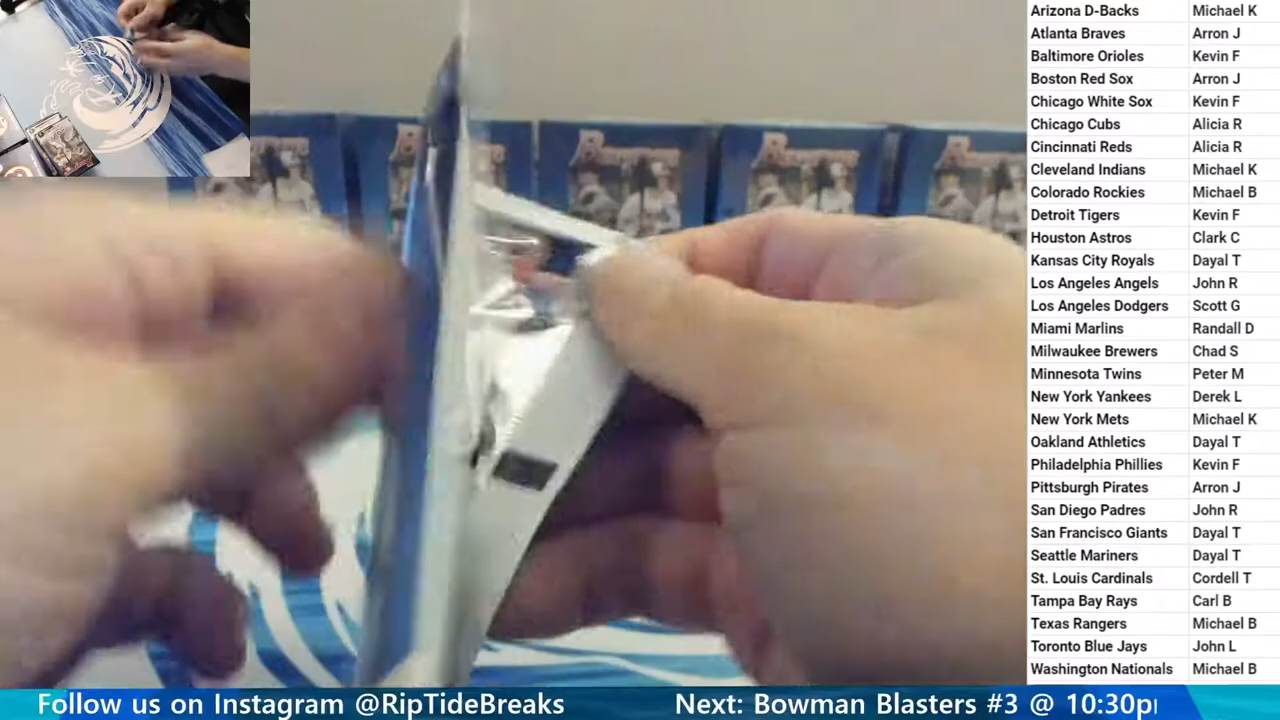 Arizona D-Backs Michael K
Atlanta Braves Arron J
Baltimore Orioles Kevin F
Boston Red Sox Arron J
Chicago White Sox Kevin F
Chicago Cubs Alicia R
Cincinnati Reds Alicia R
Cleveland Indians Michael K
Colorado Rockies Michael B
Detroit Tigers Kevin F
Houston Astros Clark C
Kansas City Royals Dayal T
Los Angeles Angels John R
Los Angeles Dodgers Scott G
Miami Marlins Randall D
Milwaukee Brewers Chad S
Minnesota Twins Peter M
New York Yankees Derek L
New York Mets Michael K
Oakland Athletics Dayal T
Philadelphia Phillies Kevin F
Pittsburgh Pirates Arron J
San Diego Padres John R
San Francisco Giants Dayal T
Seattle Mariners Dayal T
St. Louis Cardinals Cordell T
Tampa Bay Rays Carl B
Texas Rangers Michael B
Toronto Blue Jays John L
Washington Nationals Michael B
Follow us on Instagram @RipTideBreaks Next: Bowman Blasters #3 @ 10:30p